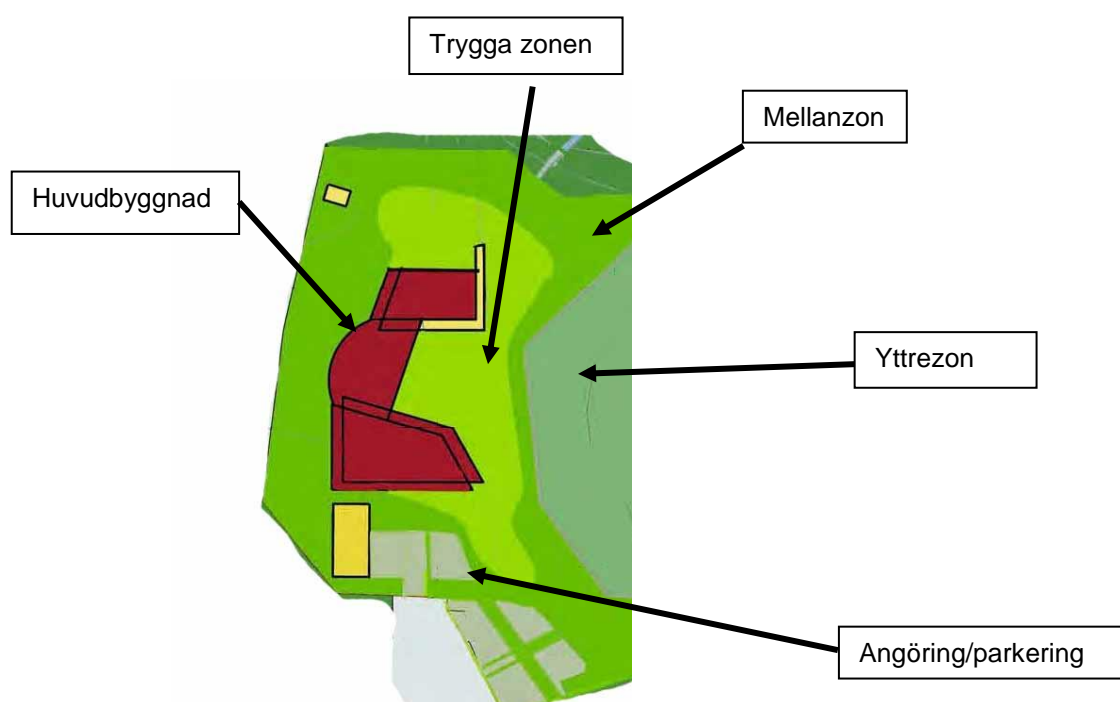 Trygga zonen
Mellanzon
Huvudbyggnad
Yttrezon
Angöring/parkering